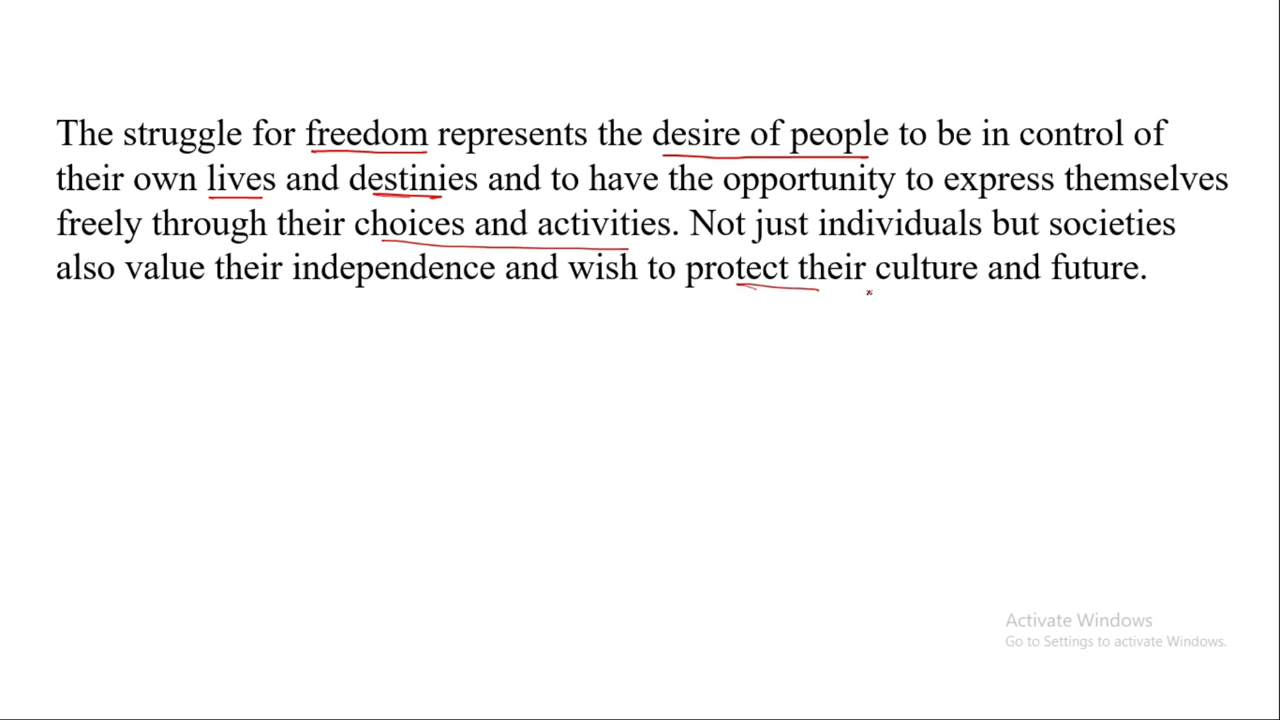 The struggle for freedom represents the desire of people to be in control of
their own lives and destinies and to have the opportunity to express themselves
freely through their choices and activities. Not just individuals but societies
also value their independence and wish to protect their culture and future.
Activate Windows
Go to Settings to activate Windows.